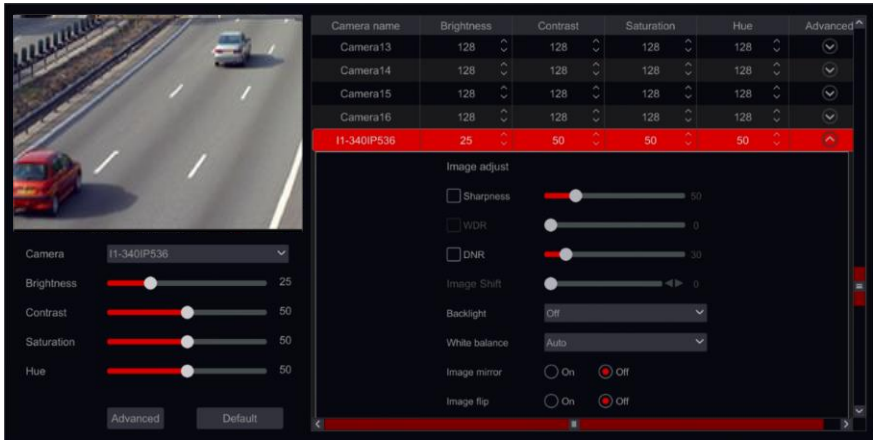 Camera name Brightness Contrast Saturation Hue Advanced
Camera13 128 128 128 128
Camera14 128 128 128 128
Camera15 128 128 128 128
Camera16 128 128 128 128
I1-340IP536 25 50 50 50
Image adjust
Sharpness 50
WDR 0
DNR 30
Image Shift 0
Backlight Off
White balance Auto
Image mirror On Off
Image flip On Off
Camera I1-340IP536
Brightness 25
Contrast 50
Saturation 50
Hue 50
Advanced Default